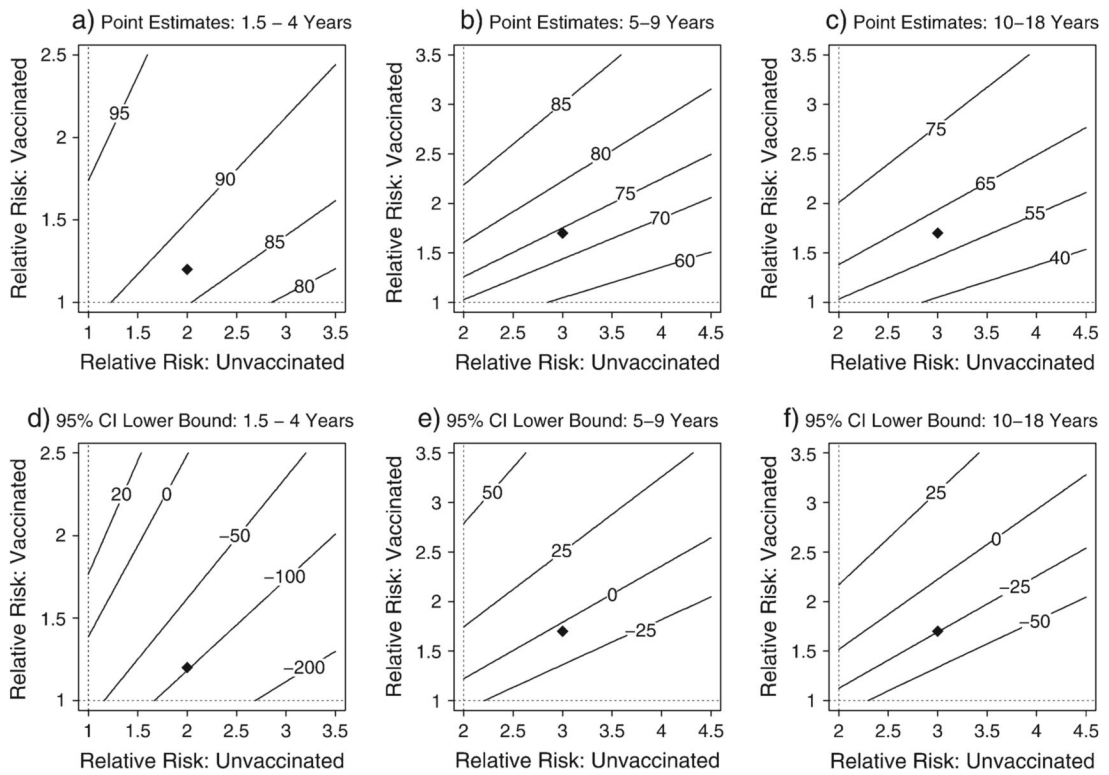 a) Point Estimates: 1.5 – 4 Years
2.5
2
1.5
1
Relative Risk: Vaccinated
95
90
85
80
1 1.5 2 2.5 3 3.5
Relative Risk: Unvaccinated
b) Point Estimates: 5–9 Years
3.5
3
2.5
2
1.5
1
Relative Risk: Vaccinated
85
80
75
70
60
2 2.5 3 3.5 4 4.5
Relative Risk: Unvaccinated
c) Point Estimates: 10–18 Years
3.5
3
2.5
2
1.5
1
Relative Risk: Vaccinated
75
65
55
40
2 2.5 3 3.5 4 4.5
Relative Risk: Unvaccinated
d) 95% CI Lower Bound: 1.5 – 4 Years
2.5
2
1.5
1
Relative Risk: Vaccinated
20
0
−50
−100
−200
1 1.5 2 2.5 3 3.5
Relative Risk: Unvaccinated
e) 95% CI Lower Bound: 5–9 Years
3.5
3
2.5
2
1.5
1
Relative Risk: Vaccinated
50
25
0
−25
2 2.5 3 3.5 4 4.5
Relative Risk: Unvaccinated
f) 95% CI Lower Bound: 10–18 Years
3.5
3
2.5
2
1.5
1
Relative Risk: Vaccinated
25
0
−25
−50
2 2.5 3 3.5 4 4.5
Relative Risk: Unvaccinated